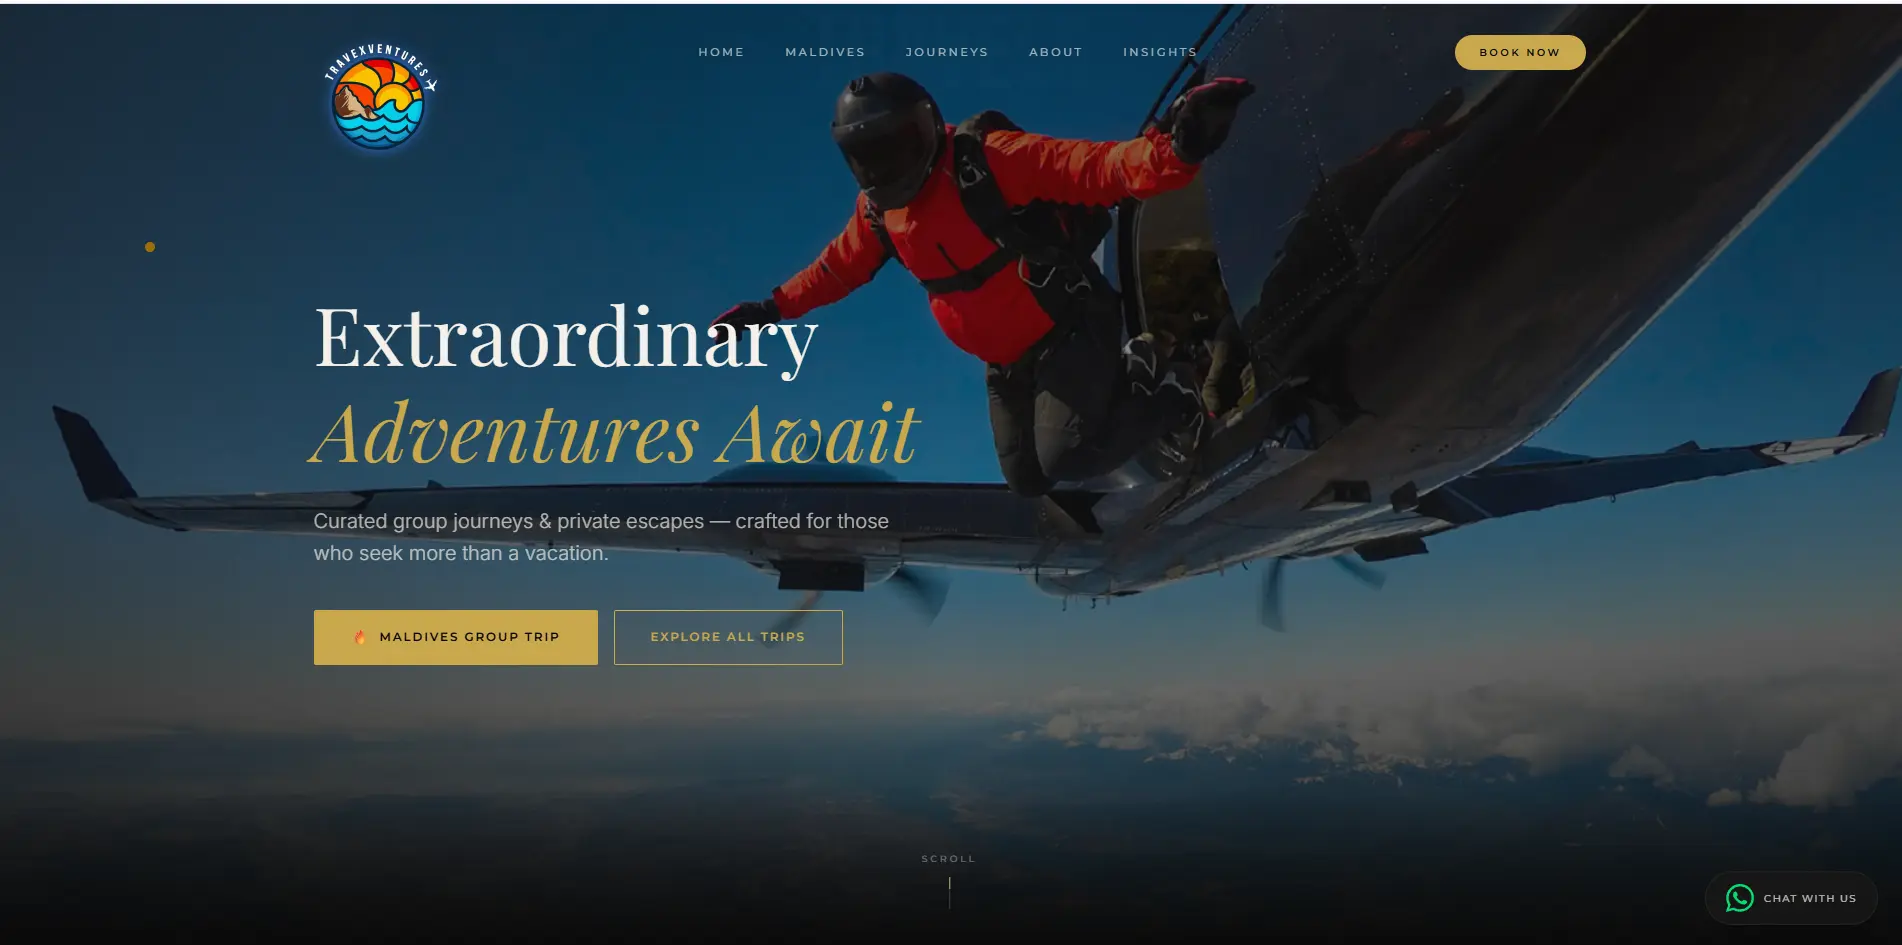 TRAVEXVENTURES
HOME MALDIVES JOURNEYS ABOUT INSIGHTS
BOOK NOW
Extraordinary
Adventures Await
Curated group journeys & private escapes — crafted for those
who seek more than a vacation.
MALDIVES GROUP TRIP
EXPLORE ALL TRIPS
SCROLL
CHAT WITH US